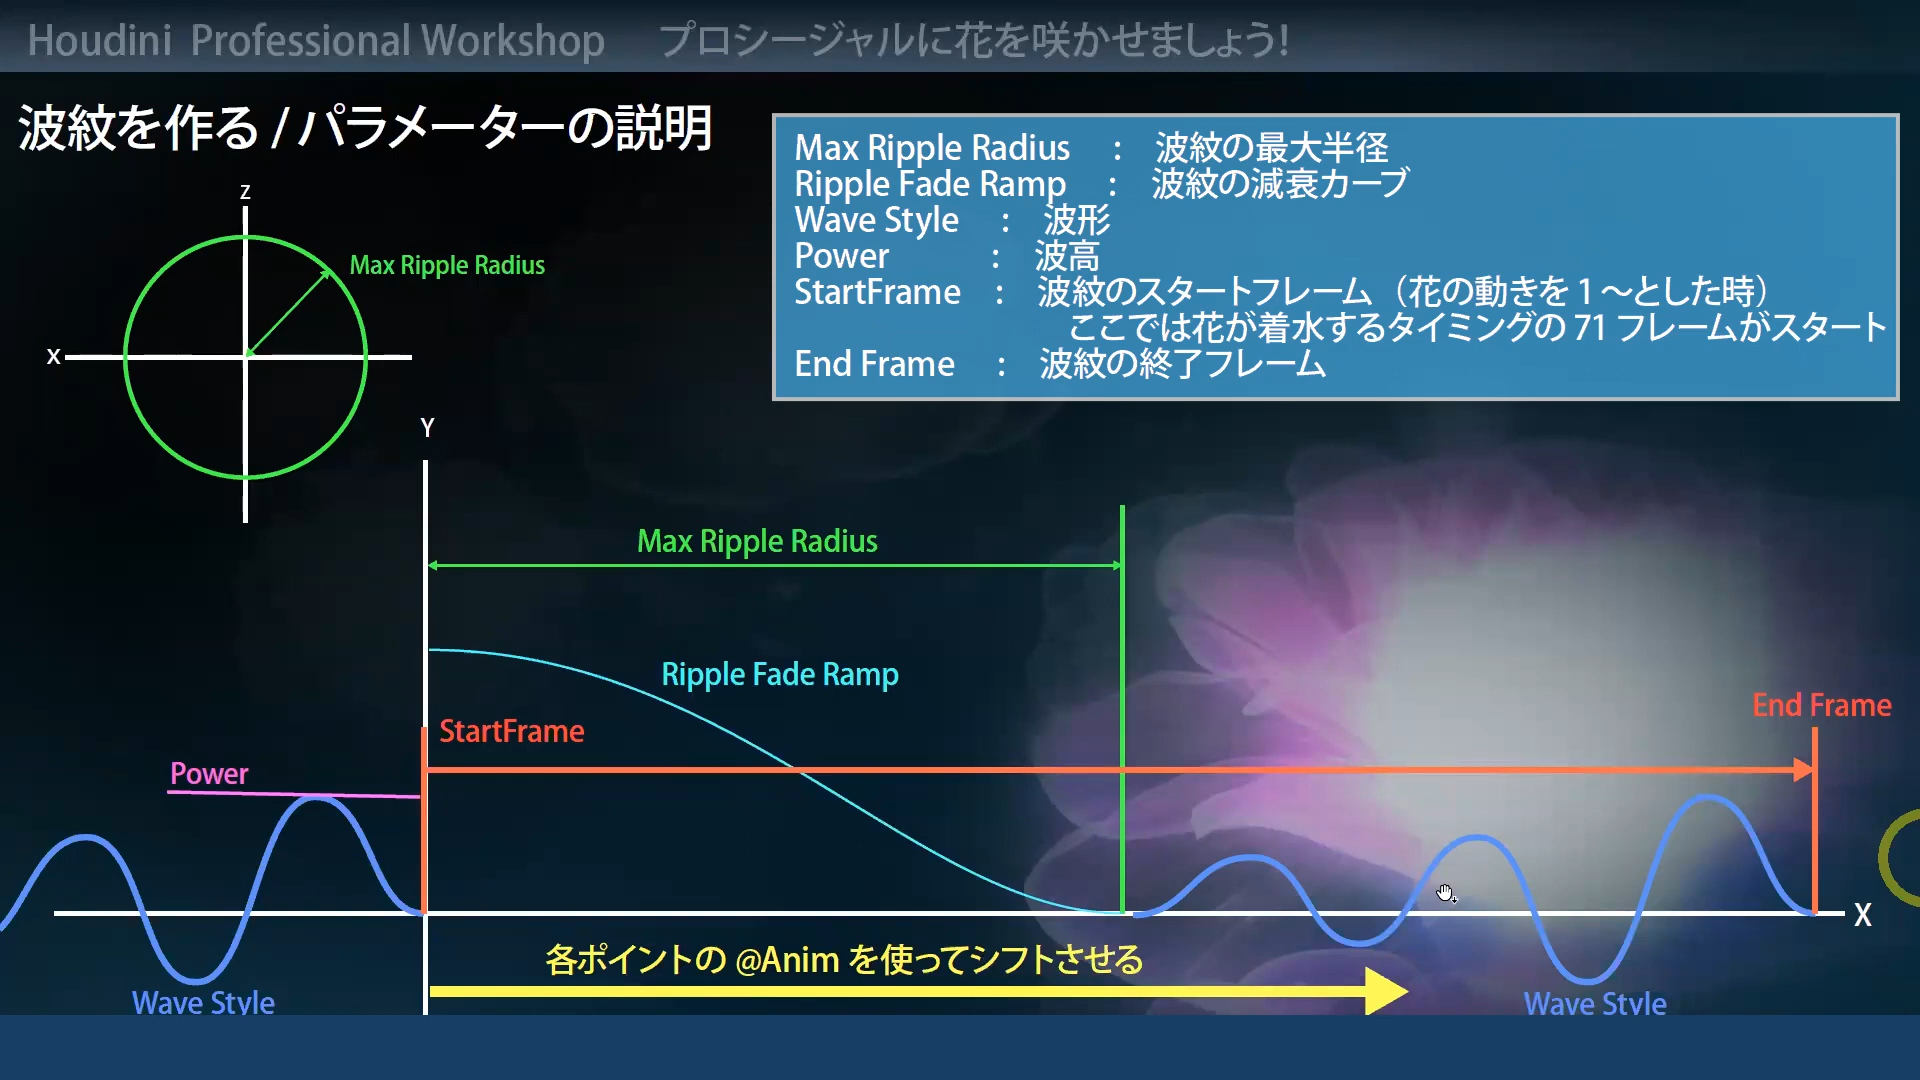 Houdini Professional Workshop プロシージャルに花を咲かせましょう!
波紋を作る / パラメーターの説明
Max Ripple Radius : 波紋の最大半径
Ripple Fade Ramp : 波紋の減衰カーブ
Wave Style : 波形
Power : 波高
StartFrame : 波紋のスタートフレーム（花の動きを 1 〜とした時）
ここでは花が着水するタイミングの 71 フレームがスタート
End Frame : 波紋の終了フレーム
Z
Max Ripple Radius
X
Y
Max Ripple Radius
Ripple Fade Ramp
StartFrame
End Frame
Power
X
各ポイントの @Anim を使ってシフトさせる
Wave Style
Wave Style